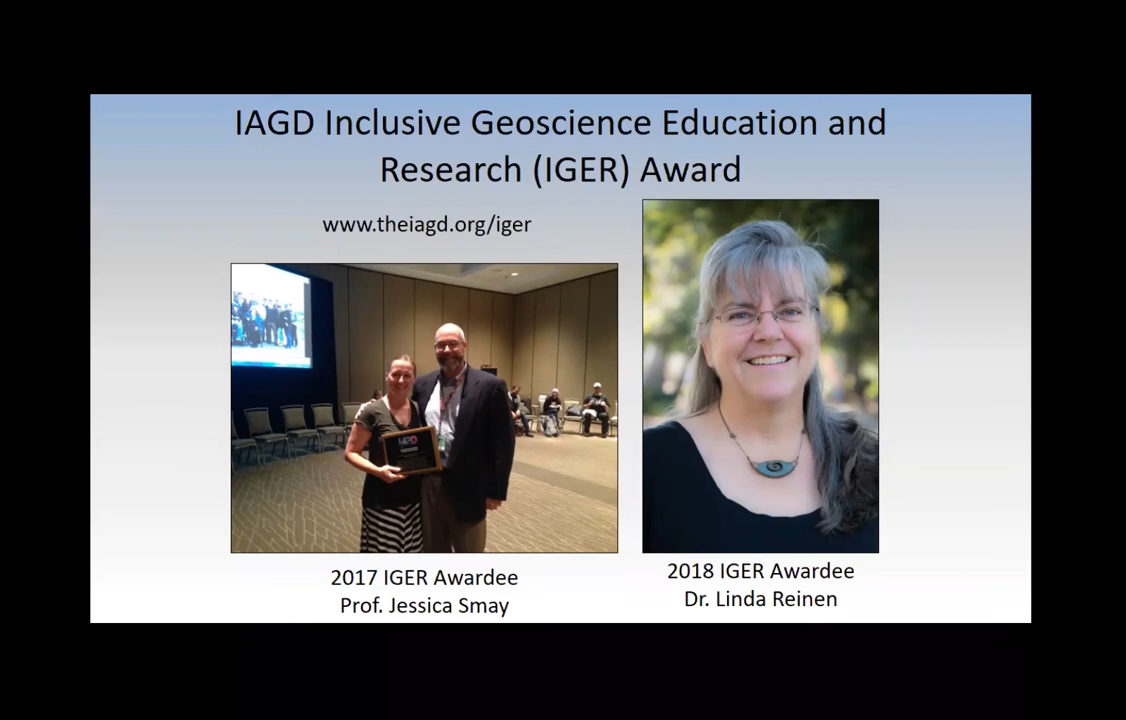 IAGD Inclusive Geoscience Education and
Research (IGER) Award
www.theiagd.org/iger
2017 IGER Awardee
Prof. Jessica Smay
2018 IGER Awardee
Dr. Linda Reinen